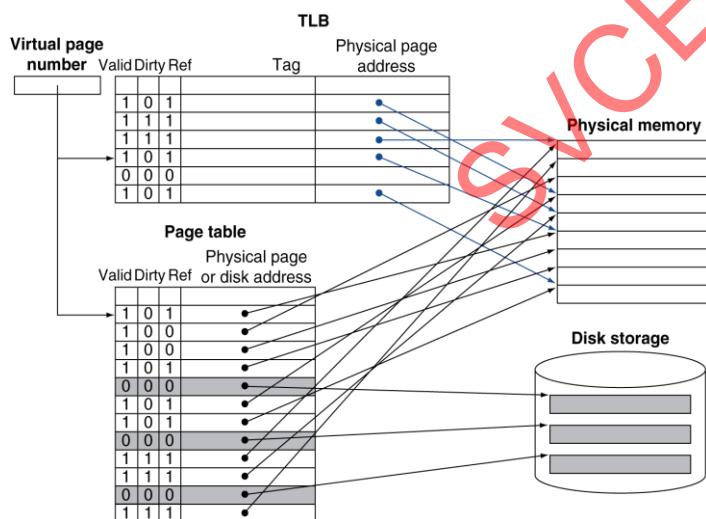 TLB
Virtual page
number
Valid Dirty Ref
Tag
Physical page
address
1 0 1
1 1 1
1 1 1
1 0 1
0 0 0
1 0 1
Physical memory
Page table
Valid Dirty Ref
Physical page
or disk address
1 0 1
1 0 0
1 0 0
1 0 1
0 0 0
1 0 1
1 0 1
0 0 0
1 1 1
1 1 1
0 0 0
1 1 1
Disk storage
SVCE